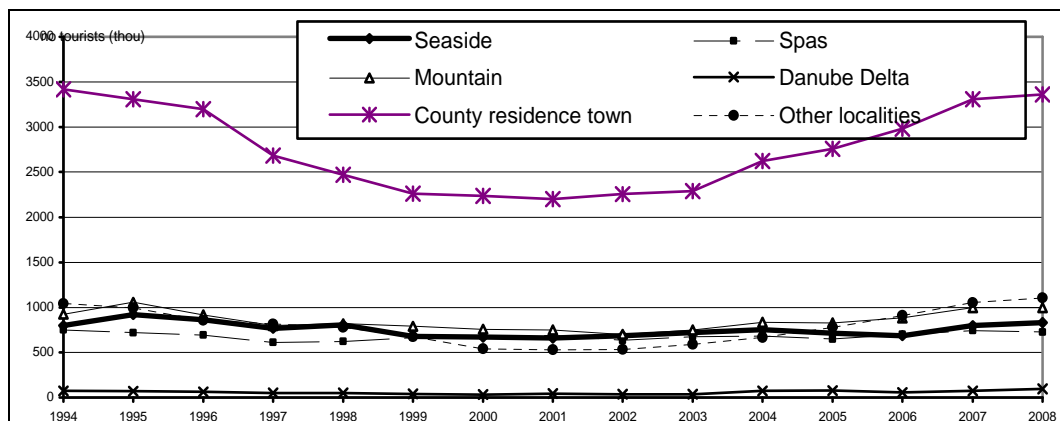 no tourists (thou)
4000
3500
3000
2500
2000
1500
1000
500
0
Seaside Spas
Mountain Danube Delta
County residence town Other localities
1994 1995 1996 1997 1998 1999 2000 2001 2002 2003 2004 2005 2006 2007 2008